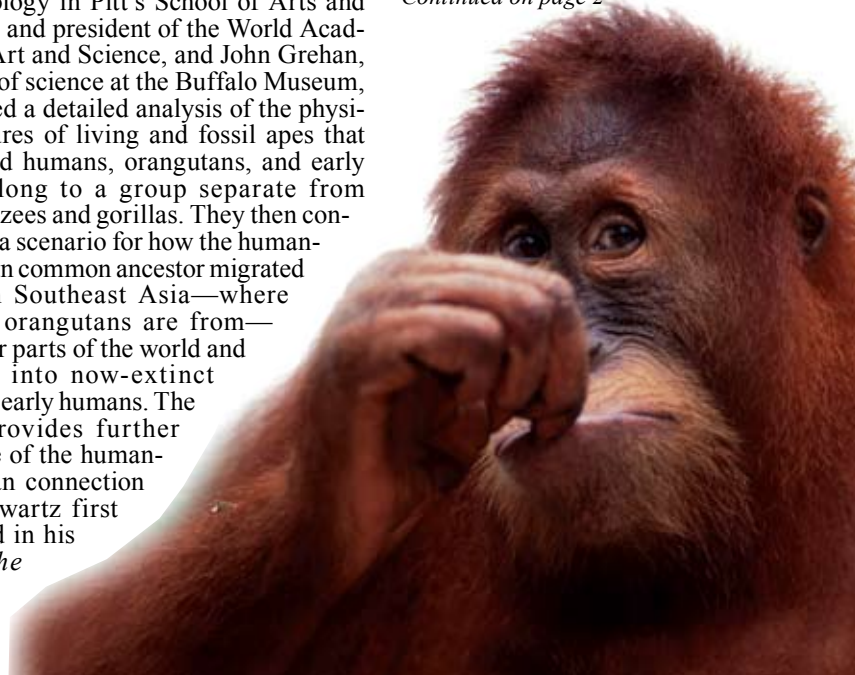 ology in Pitt's School of Arts and
and president of the World Acad-
Art and Science, and John Grehan,
of science at the Buffalo Museum,
ed a detailed analysis of the physi-
res of living and fossil apes that
d humans, orangutans, and early
long to a group separate from
zees and gorillas. They then con-
a scenario for how the human-
n common ancestor migrated
Southeast Asia—where
orangutans are from—
r parts of the world and
into now-extinct
early humans. The
rovides further
e of the human-
an connection
wartz first
d in his
he
Continued on page 2